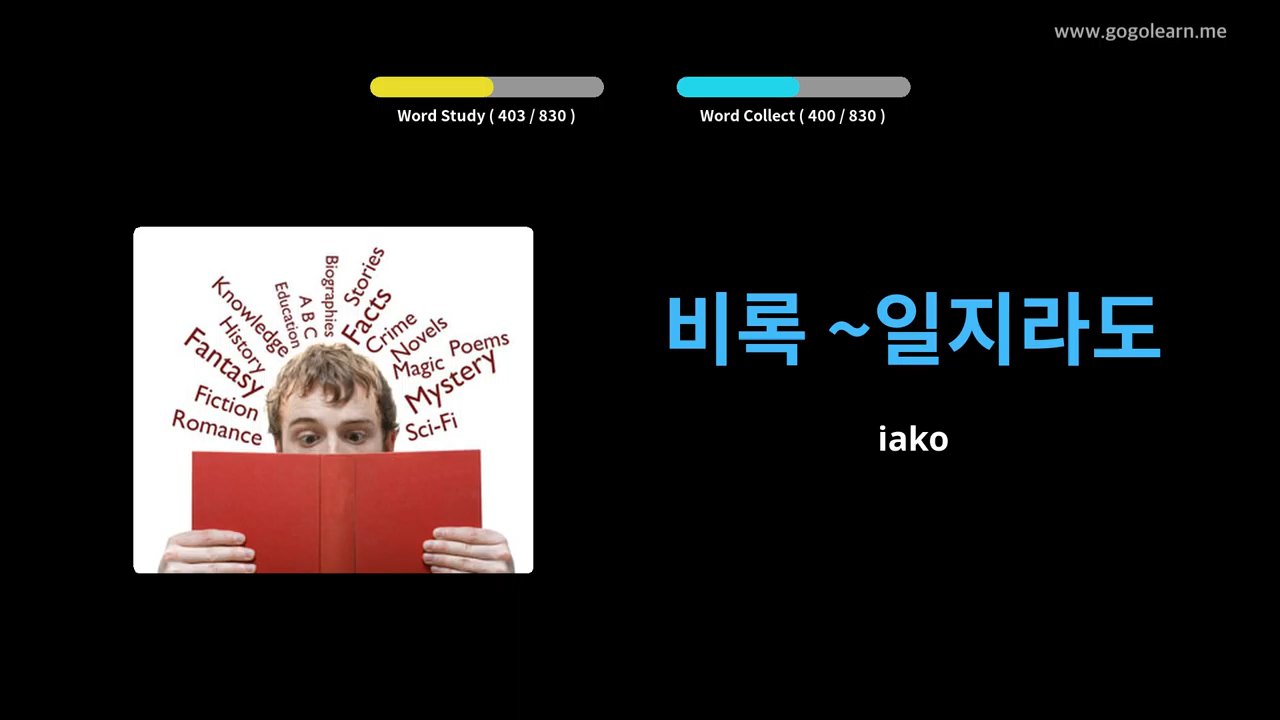 www.gogolearn.me
Word Study ( 403 / 830 )
Word Collect ( 400 / 830 )
Knowledge
History
Fantasy
Fiction
Romance
Education
A B C
Biographies
Stories
Facts
Crime
Novels
Magic
Poems
Mystery
Sci-Fi
비록 ~일지라도
iako